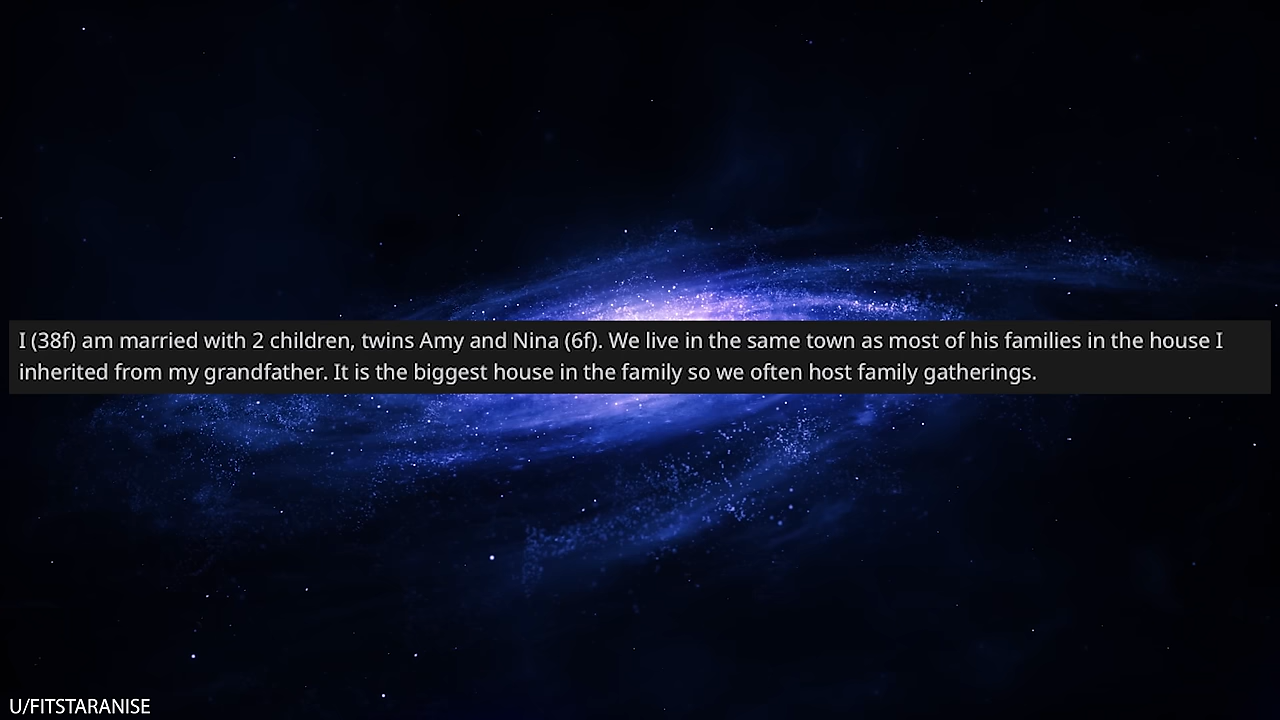 I (38f) am married with 2 children, twins Amy and Nina (6f). We live in the same town as most of his families in the house I
inherited from my grandfather. It is the biggest house in the family so we often host family gatherings.
U/FITSTARANISE